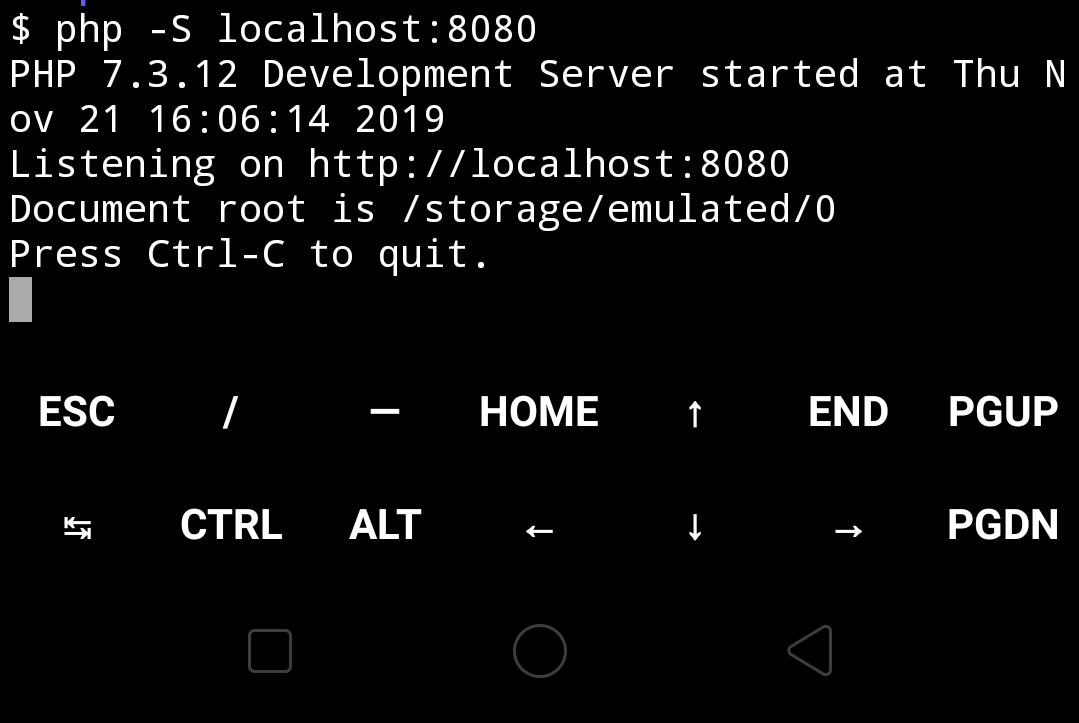 $ php -S localhost:8080
PHP 7.3.12 Development Server started at Thu N
ov 21 16:06:14 2019
Listening on http://localhost:8080
Document root is /storage/emulated/0
Press Ctrl-C to quit.
ESC / — HOME ↑ END PGUP
↹ CTRL ALT ← ↓ → PGDN